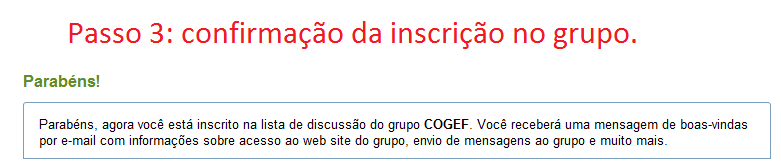 Passo 3: confirmação da inscrição no grupo.
Parabéns!
Parabéns, agora você está inscrito na lista de discussão do grupo COGEF. Você receberá uma mensagem de boas-vindas
por e-mail com informações sobre acesso ao web site do grupo, envio de mensagens ao grupo e muito mais.